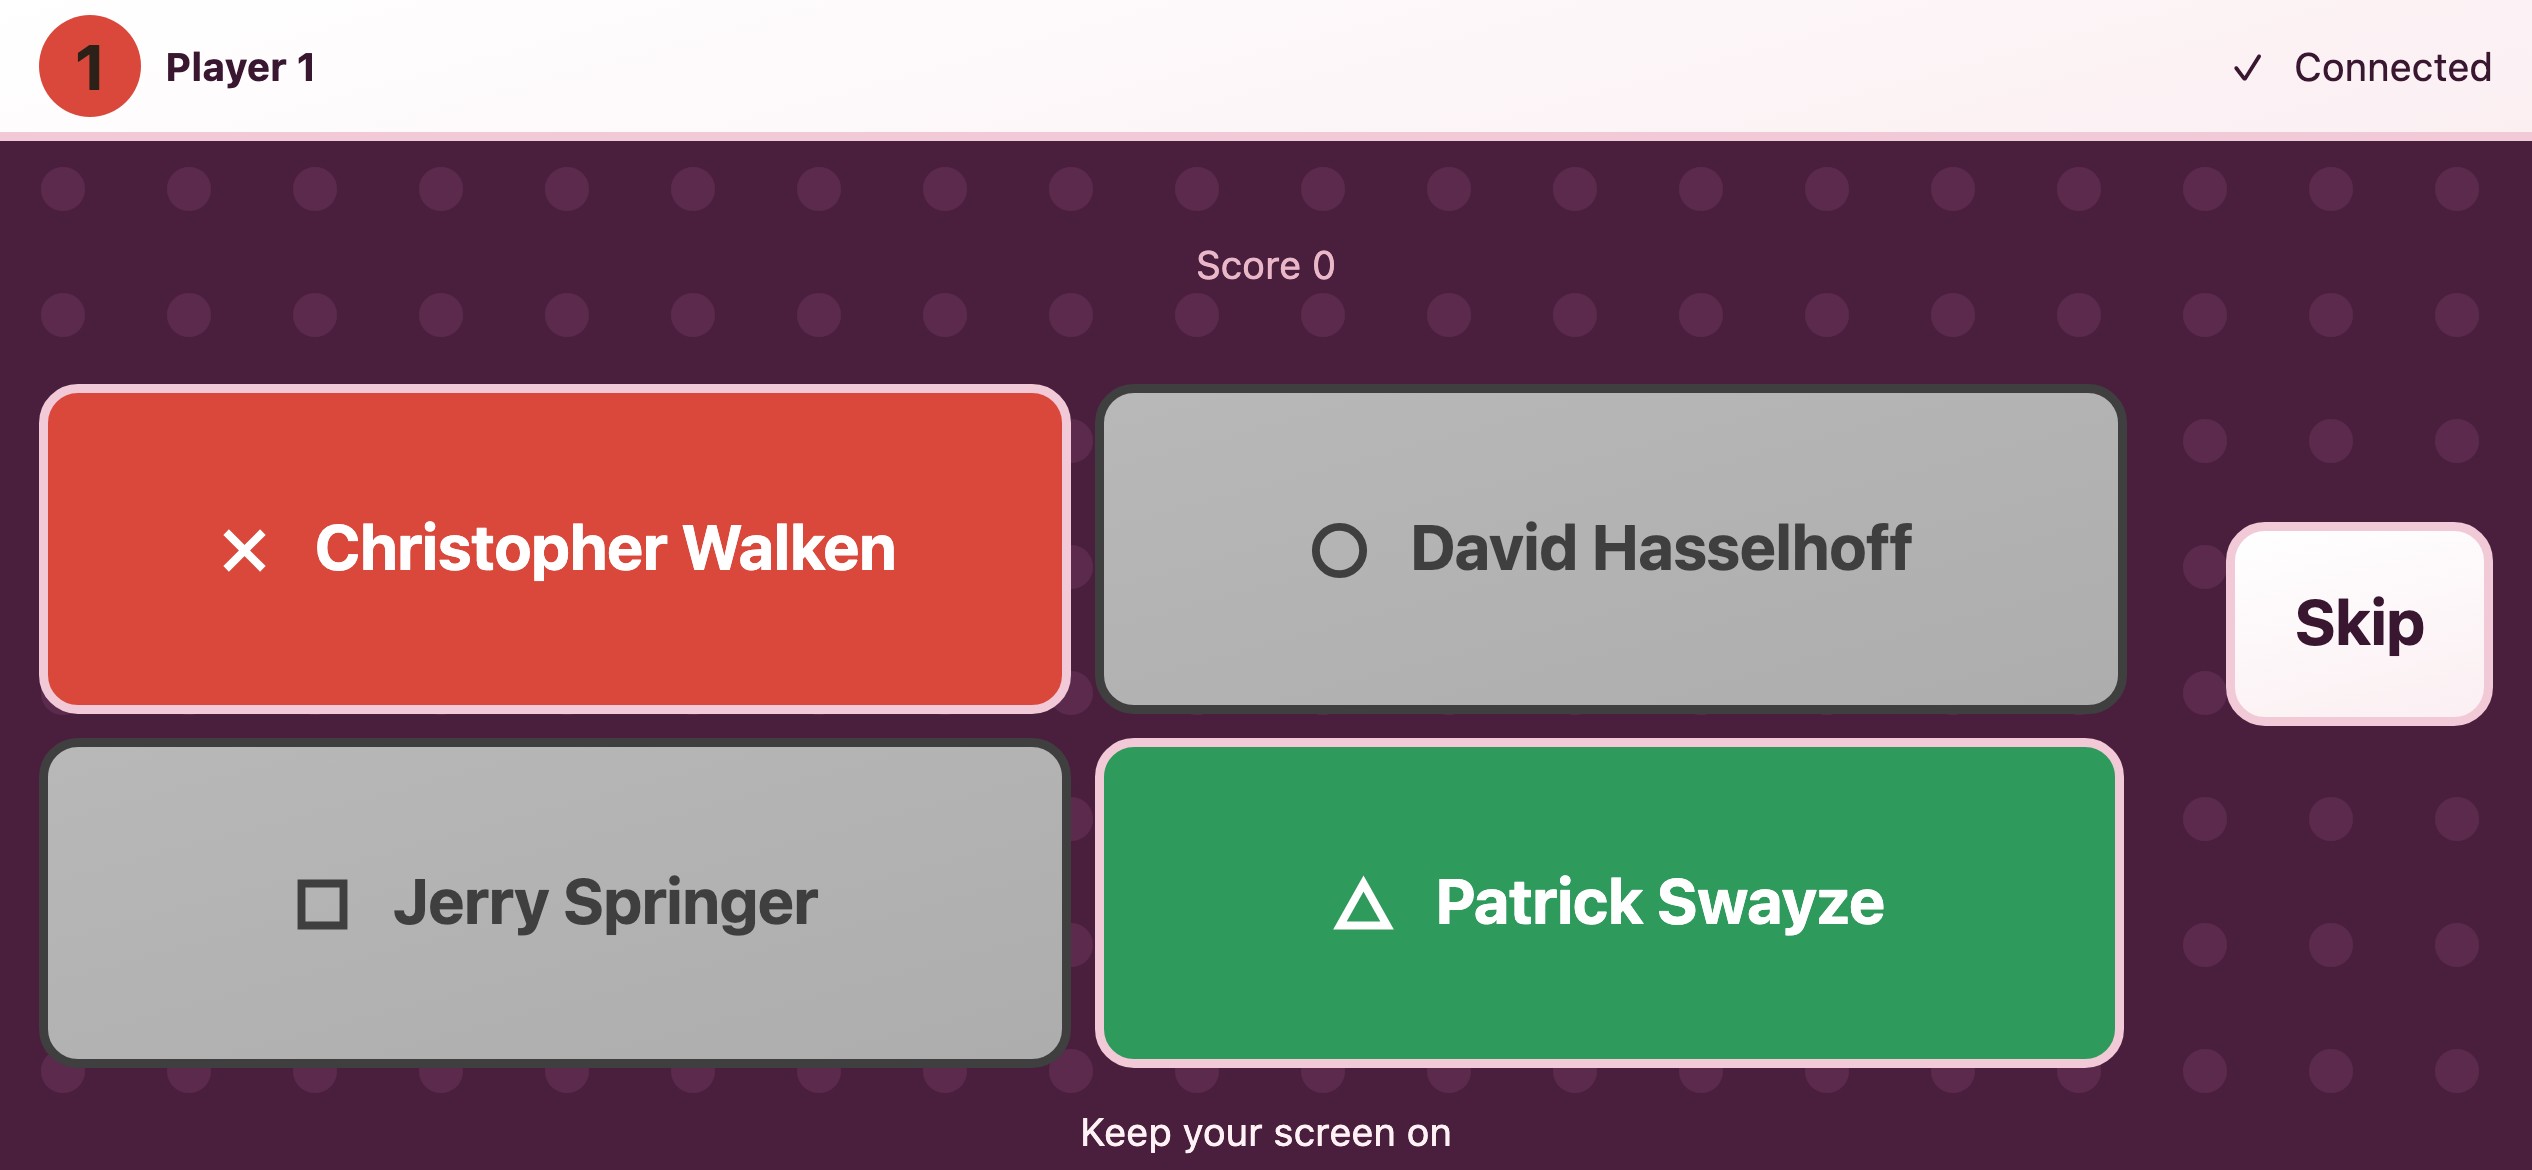 1 Player 1
✓ Connected
Score 0
✕ Christopher Walken
○ David Hasselhoff
□ Jerry Springer
△ Patrick Swayze
Skip
Keep your screen on